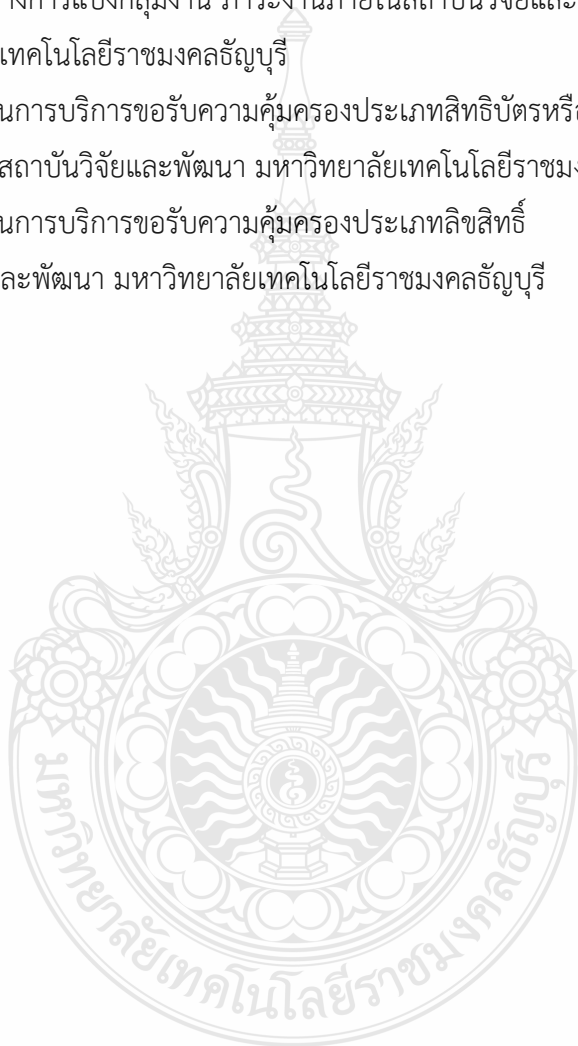 างการแบ่งกลุ่มงาน ภาระงานภายในสถาบันวิจัยและ
เทคโนโลยีราชมงคลธัญบุรี
นการบริการขอรับความคุ้มครองประเภทสิทธิบัตรหรือ
สถาบันวิจัยและพัฒนา มหาวิทยาลัยเทคโนโลยีราชมง
นการบริการขอรับความคุ้มครองประเภทลิขสิทธิ์
ละพัฒนา มหาวิทยาลัยเทคโนโลยีราชมงคลธัญบุรี
มหาวิทยาลัยเทคโนโลยีราชมงคลธัญบุรี